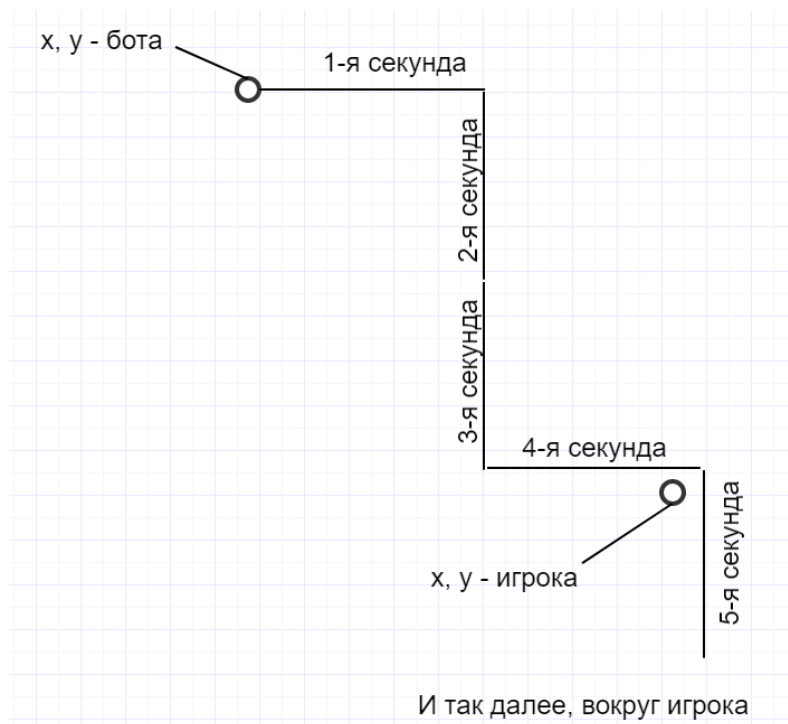 x, y - бота
1-я секунда
2-я секунда
3-я секунда
4-я секунда
x, y - игрока
5-я секунда
И так далее, вокруг игрока